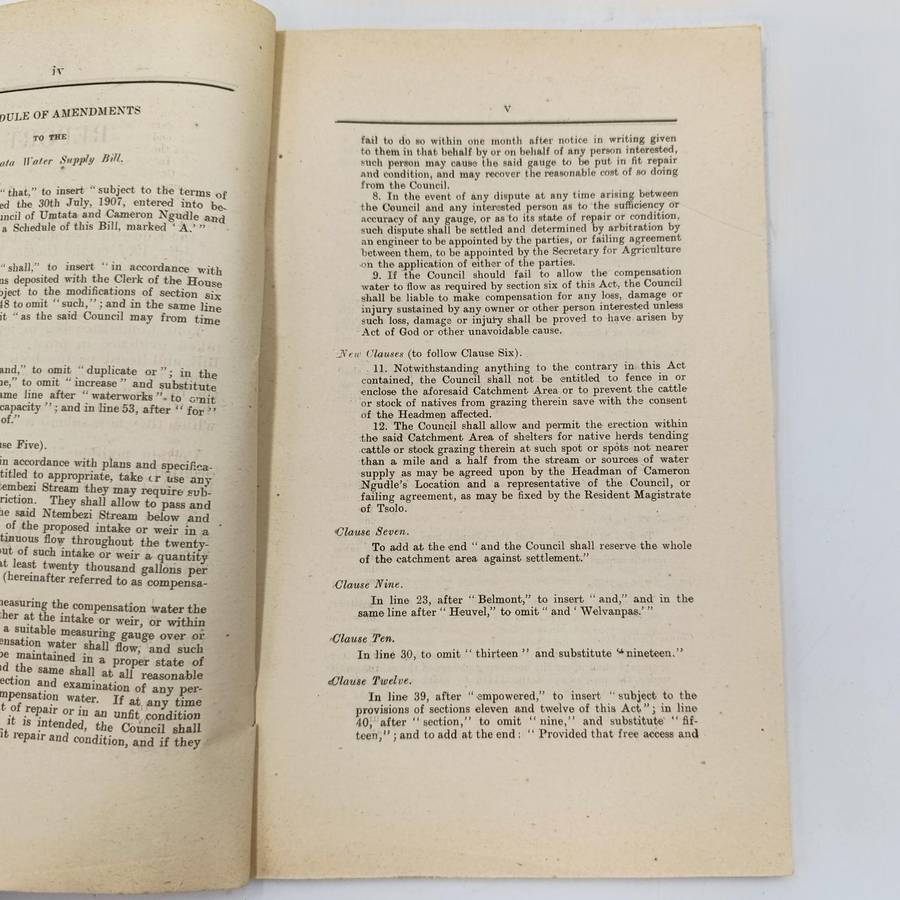 iv
DULE OF AMENDMENTS
TO THE
ata Water Supply Bill.
"that," to insert "subject to the terms of
ed the 30th July, 1907, entered into be-
uncil of Umtata and Cameron Ngudle and
a Schedule of this Bill, marked 'A.'"
"shall," to insert "in accordance with
ns deposited with the Clerk of the House
bject to the modifications of section six
48 to omit "such,"; and in the same line
it "as the said Council may from time
and," to omit "duplicate or"; in the
ne," to omit "increase" and substitute
ame line after "waterworks" to omit
capacity"; and in line 53, after "for"
of."
use Five).
in accordance with plans and specifica-
titled to appropriate, take or use any
tembezi Stream they may require sub-
riction. They shall allow to pass and
he said Ntembezi Stream below and
of the proposed intake or weir in a
tinuous flow throughout the twenty-
out of such intake or weir a quantity
at least twenty thousand gallons per
(hereinafter referred to as compensa-
measuring the compensation water the
ther at the intake or weir, or within
a suitable measuring gauge over or
ensation water shall flow, and such
be maintained in a proper state of
nd the same shall at all reasonable
ection and examination of any per-
mpensation water. If at any time
t of repair or in an unfit condition
it is intended, the Council shall
fit repair and condition, and if they
v
fail to do so within one month after notice in writing given
to them in that behalf by or on behalf of any person interested,
such person may cause the said gauge to be put in fit repair
and condition, and may recover the reasonable cost of so doing
from the Council.
8. In the event of any dispute at any time arising between
the Council and any interested person as to the sufficiency or
accuracy of any gauge, or as to its state of repair or condition,
such dispute shall be settled and determined by arbitration by
an engineer to be appointed by the parties, or failing agreement
between them, to be appointed by the Secretary for Agriculture
on the application of either of the parties.
9. If the Council should fail to allow the compensation
water to flow as required by section six of this Act, the Council
shall be liable to make compensation for any loss, damage or
injury sustained by any owner or other person interested unless
such loss, damage or injury shall be proved to have arisen by
Act of God or other unavoidable cause.
New Clauses (to follow Clause Six).
11. Notwithstanding anything to the contrary in this Act
contained, the Council shall not be entitled to fence in or
enclose the aforesaid Catchment Area or to prevent the cattle
or stock of natives from grazing therein save with the consent
of the Headmen affected.
12. The Council shall allow and permit the erection within
the said Catchment Area of shelters for native herds tending
cattle or stock grazing therein at such spot or spots not nearer
than a mile and a half from the stream or sources of water
supply as may be agreed upon by the Headman of Cameron
Ngudle's Location and a representative of the Council, or
failing agreement, as may be fixed by the Resident Magistrate
of Tsolo.
Clause Seven.
To add at the end "and the Council shall reserve the whole
of the catchment area against settlement."
Clause Nine.
In line 23, after "Belmont," to insert "and," and in the
same line after "Heuvel," to omit "and 'Welvanpas.'"
Clause Ten.
In line 30, to omit "thirteen" and substitute "nineteen."
Clause Twelve.
In line 39, after "empowered," to insert "subject to the
provisions of sections eleven and twelve of this Act"; in line
40, after "section," to omit "nine," and substitute "fif-
teen,"; and to add at the end: "Provided that free access and